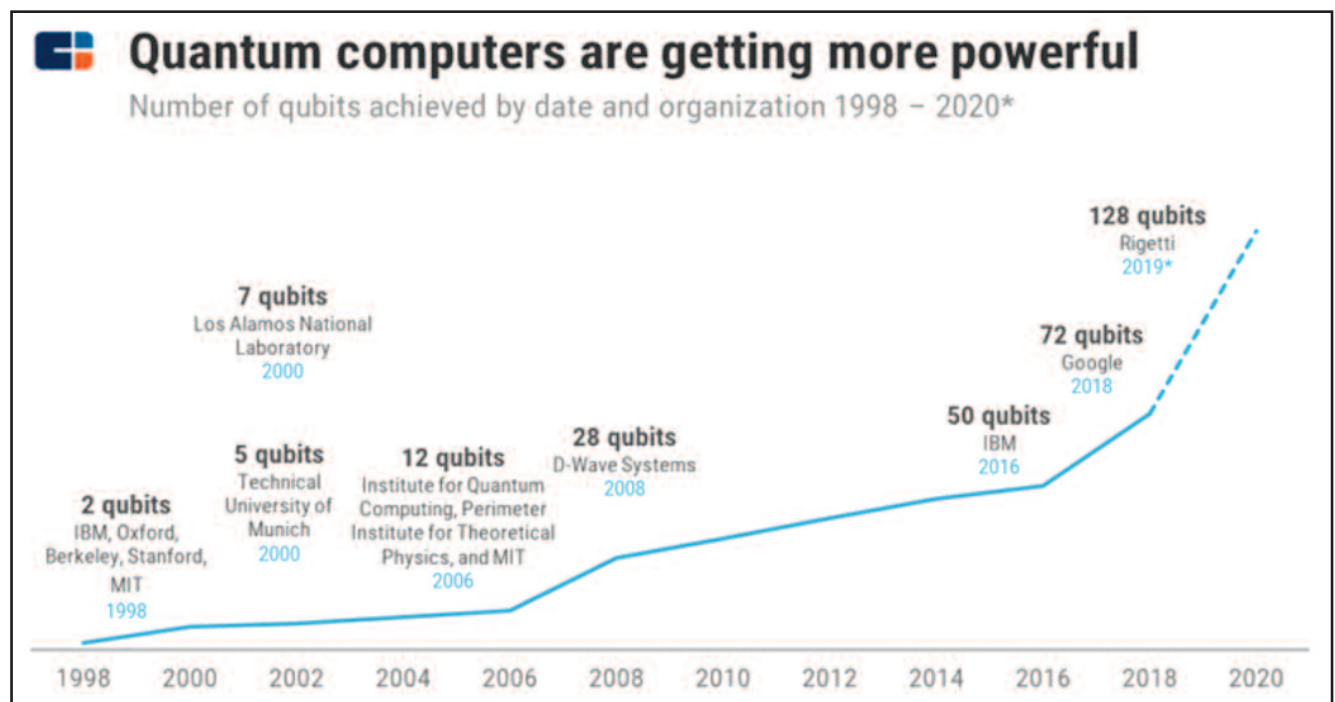 Quantum computers are getting more powerful
Number of qubits achieved by date and organization 1998 – 2020*
128 qubits
Rigetti
2019*
7 qubits
Los Alamos National
Laboratory
2000
72 qubits
Google
2018
50 qubits
IBM
2016
28 qubits
D-Wave Systems
2008
5 qubits
Technical
University of
Munich
2000
12 qubits
Institute for Quantum
Computing, Perimeter
Institute for Theoretical
Physics, and MIT
2006
2 qubits
IBM, Oxford,
Berkeley, Stanford,
MIT
1998
1998 2000 2002 2004 2006 2008 2010 2012 2014 2016 2018 2020